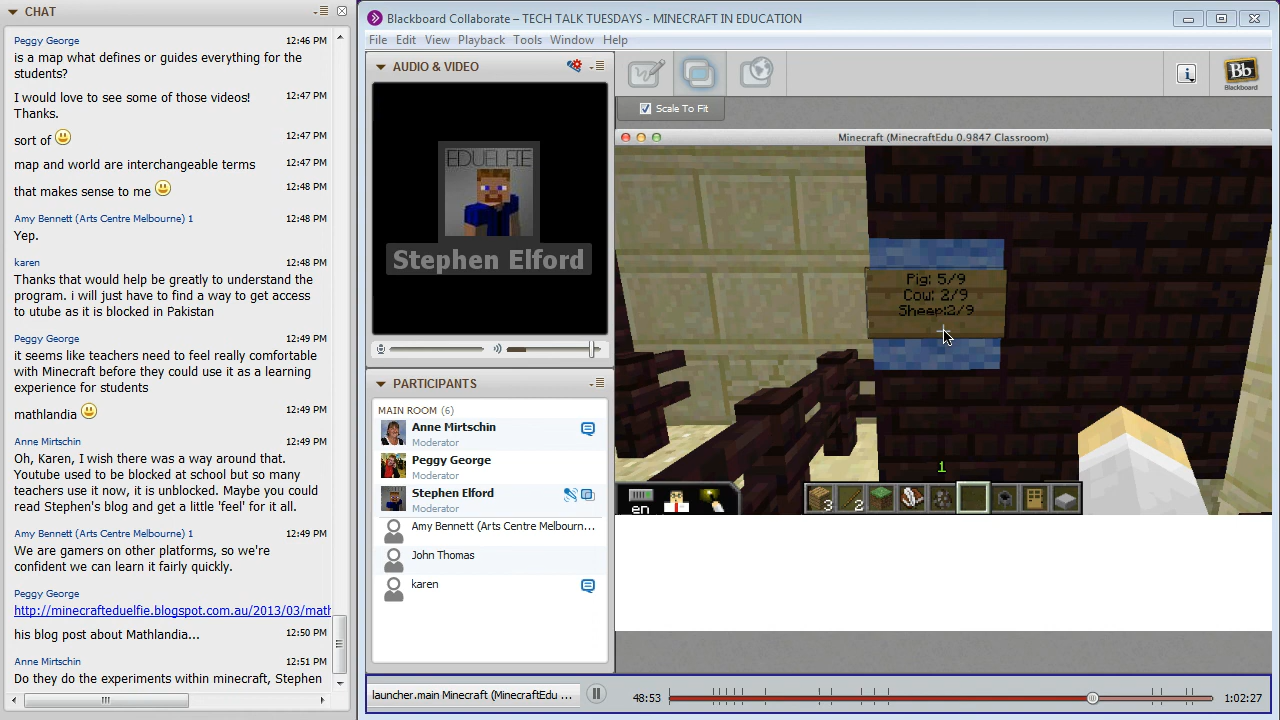 CHAT
Peggy George 12:46 PM
is a map what defines or guides everything for the
students?
I would love to see some of those videos! 12:47 PM
Thanks.
sort of 12:47 PM
map and world are interchangeable terms 12:47 PM
that makes sense to me 12:48 PM
Amy Bennett (Arts Centre Melbourne) 1 12:48 PM
Yep.
karen 12:48 PM
Thanks that would help be greatly to understand the
program. i will just have to find a way to get access
to utube as it is blocked in Pakistan
Peggy George 12:49 PM
it seems like teachers need to feel really comfortable
with Minecraft before they could use it as a learning
experience for students
mathlandia 12:49 PM
Anne Mirtschin 12:49 PM
Oh, Karen, I wish there was a way around that.
Youtube used to be blocked at school but so many
teachers use it now, it is unblocked. Maybe you could
read Stephen's blog and get a little 'feel for it all.
Amy Bennett (Arts Centre Melbourne) 1 12:49 PM
We are gamers on other platforms, so we're
confident we can learn it fairly quickly.
Peggy George
http://minecrafteduelfie.blogspot.com.au/2013/03/math
his blog post about Mathlandia... 12:50 PM
Anne Mirtschin 12:51 PM
Do they do the experiments within minecraft, Stephen
Blackboard Collaborate – TECH TALK TUESDAYS - MINECRAFT IN EDUCATION
File Edit View Playback Tools Window Help
AUDIO & VIDEO
EDUELFIE
Stephen Elford
PARTICIPANTS
MAIN ROOM (6)
Anne Mirtschin
Moderator
Peggy George
Moderator
Stephen Elford
Moderator
Amy Bennett (Arts Centre Melbourn...
John Thomas
karen
i
Bb
Blackboard
Scale To Fit
Minecraft (MinecraftEdu 0.9847 Classroom)
Pig: 5/9
Cow: 2/9
Sheep:2/9
1
en
3 2
launcher.main Minecraft (MinecraftEdu ...
48:53
1:02:27